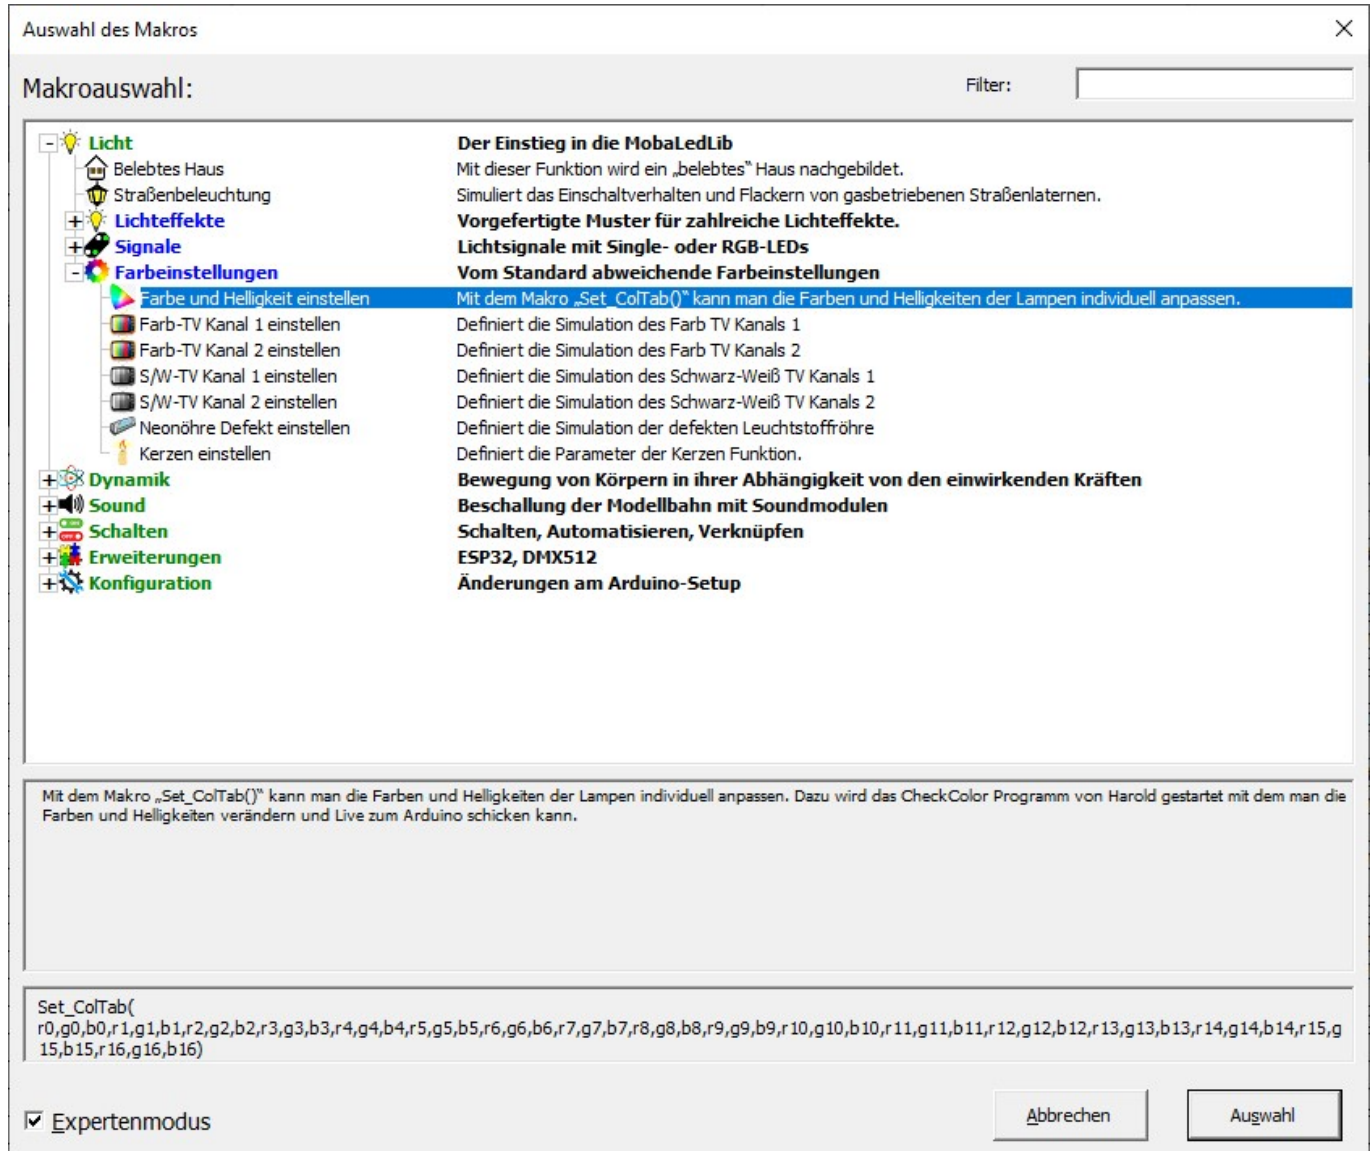 Auswahl des Makros
Makroauswahl:
Filter:
Licht Der Einstieg in die MobaLedLib
Belebtes Haus Mit dieser Funktion wird ein „belebtes“ Haus nachgebildet.
Straßenbeleuchtung Simuliert das Einschaltverhalten und Flackern von gasbetriebenen Straßenlaternen.
Lichteffekte Vorgefertigte Muster für zahlreiche Lichteffekte.
Signale Lichtsignale mit Single- oder RGB-LEDs
Farbeinstellungen Vom Standard abweichende Farbeinstellungen
Farbe und Helligkeit einstellen Mit dem Makro „Set_ColTab()“ kann man die Farben und Helligkeiten der Lampen individuell anpassen.
Farb-TV Kanal 1 einstellen Definiert die Simulation des Farb TV Kanals 1
Farb-TV Kanal 2 einstellen Definiert die Simulation des Farb TV Kanals 2
S/W-TV Kanal 1 einstellen Definiert die Simulation des Schwarz-Weiß TV Kanals 1
S/W-TV Kanal 2 einstellen Definiert die Simulation des Schwarz-Weiß TV Kanals 2
Neonöhre Defekt einstellen Definiert die Simulation der defekten Leuchtstoffröhre
Kerzen einstellen Definiert die Parameter der Kerzen Funktion.
Dynamik Bewegung von Körpern in ihrer Abhängigkeit von den einwirkenden Kräften
Sound Beschallung der Modellbahn mit Soundmodulen
Schalten Schalten, Automatisieren, Verknüpfen
Erweiterungen ESP32, DMX512
Konfiguration Änderungen am Arduino-Setup
Mit dem Makro „Set_ColTab()“ kann man die Farben und Helligkeiten der Lampen individuell anpassen. Dazu wird das CheckColor Programm von Harold gestartet mit dem man die
Farben und Helligkeiten verändern und Live zum Arduino schicken kann.
Set_ColTab(
r0,g0,b0,r1,g1,b1,r2,g2,b2,r3,g3,b3,r4,g4,b4,r5,g5,b5,r6,g6,b6,r7,g7,b7,r8,g8,b8,r9,g9,b9,r10,g10,b10,r11,g11,b11,r12,g12,b12,r13,g13,b13,r14,g14,b14,r15,g
15,b15,r16,g16,b16)
Expertenmodus
Abbrechen
Auswahl